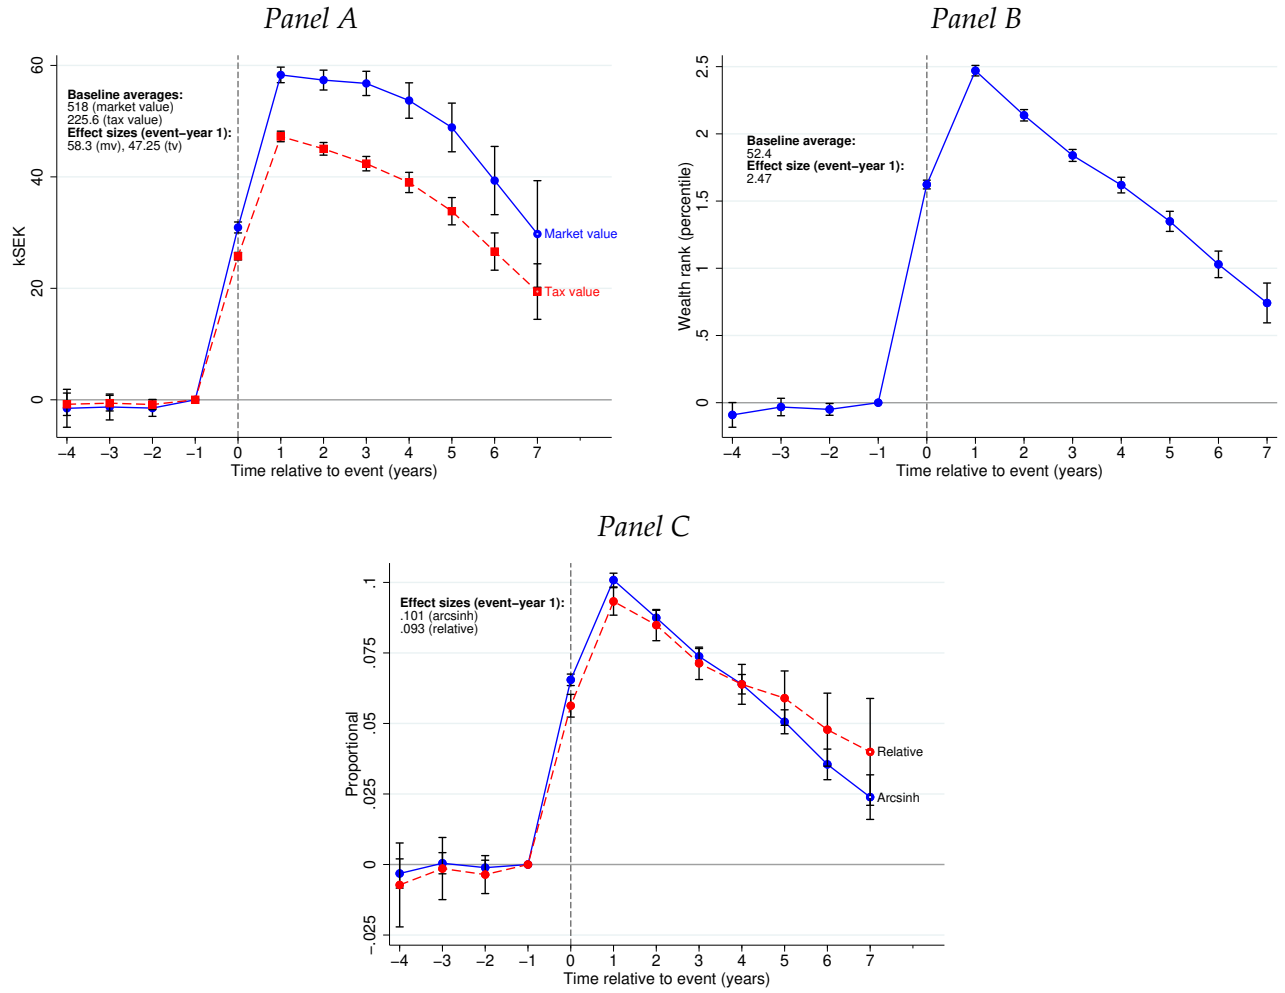 Panel A
60
40
20
0
kSEK
Baseline averages:
518 (market value)
225.6 (tax value)
Effect sizes (event−year 1):
58.3 (mv), 47.25 (tv)
Market value
Tax value
−4 −3 −2 −1 0 1 2 3 4 5 6 7
Time relative to event (years)
Panel B
2.5
2
1.5
1
.5
0
Wealth rank (percentile)
Baseline average:
52.4
Effect size (event−year 1):
2.47
−4 −3 −2 −1 0 1 2 3 4 5 6 7
Time relative to event (years)
Panel C
.1
.075
.05
.025
0
−.025
Proportional
Effect sizes (event−year 1):
.101 (arcsinh)
.093 (relative)
Relative
Arcsinh
−4 −3 −2 −1 0 1 2 3 4 5 6 7
Time relative to event (years)